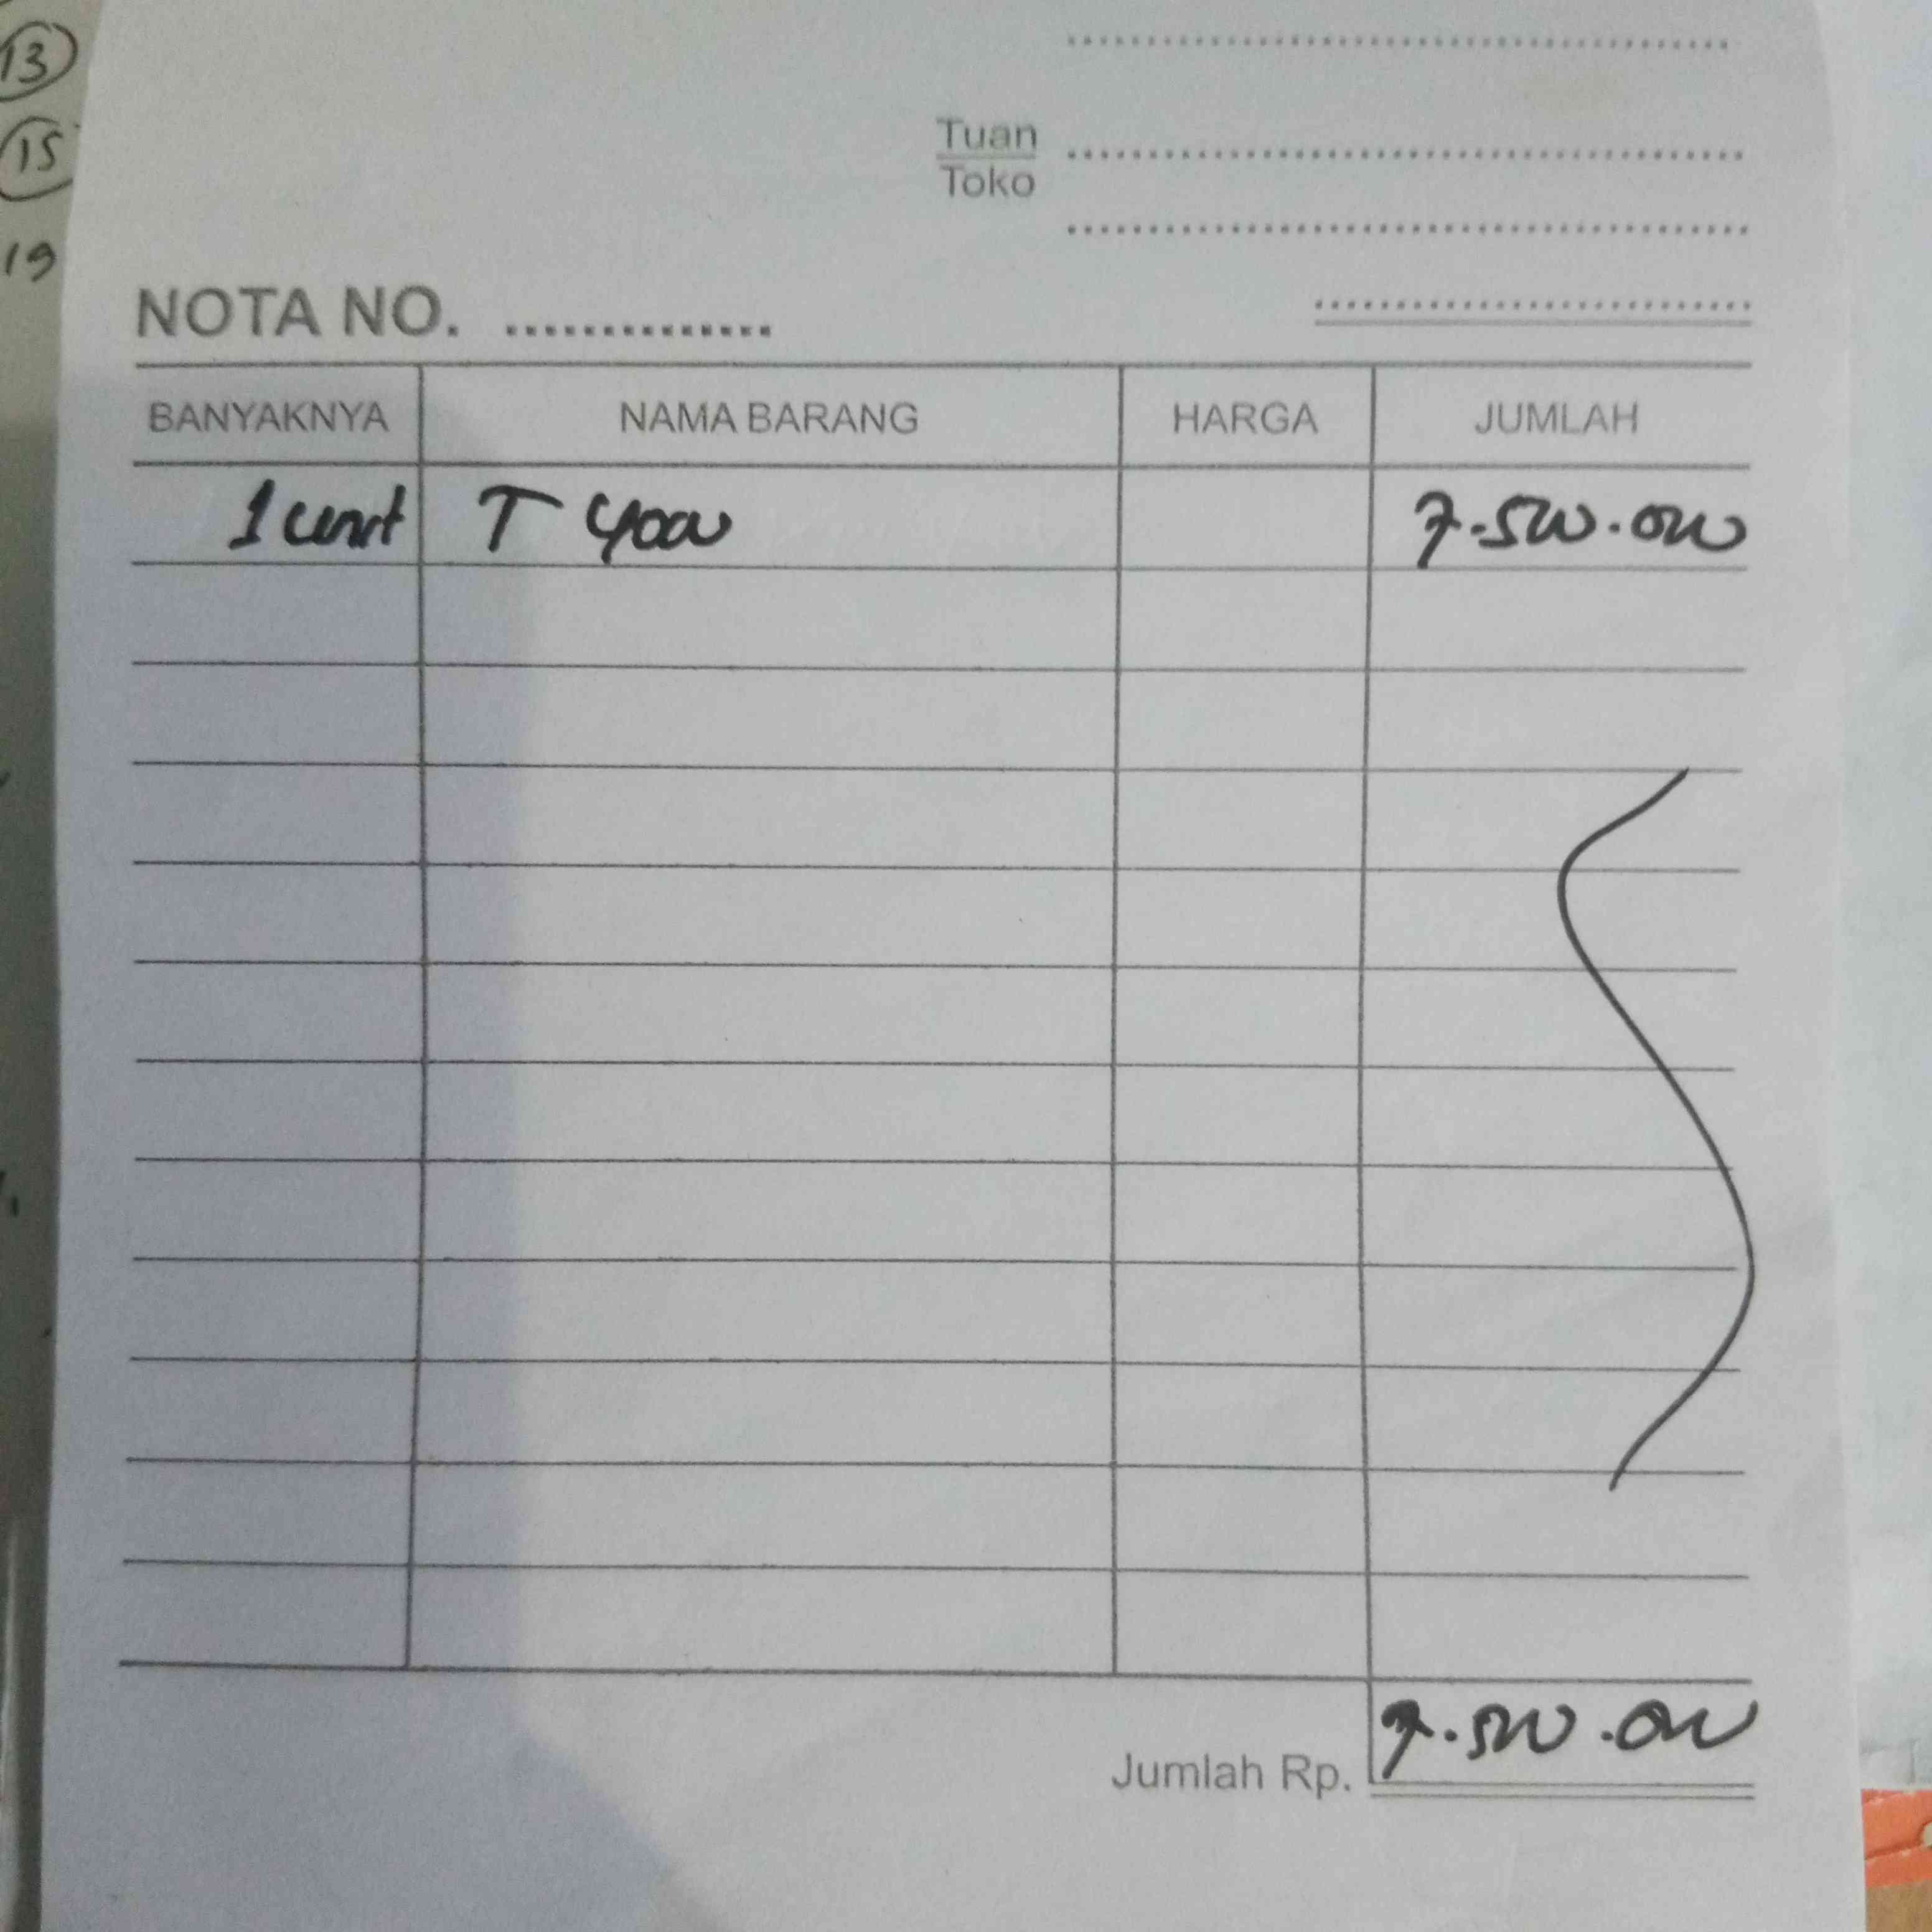 13
15
19
Tuan
Toko
NOTA NO. ..............
BANYAKNYA NAMA BARANG HARGA JUMLAH
1 unit T 4000 7.500.000
Jumlah Rp. 7.500.000